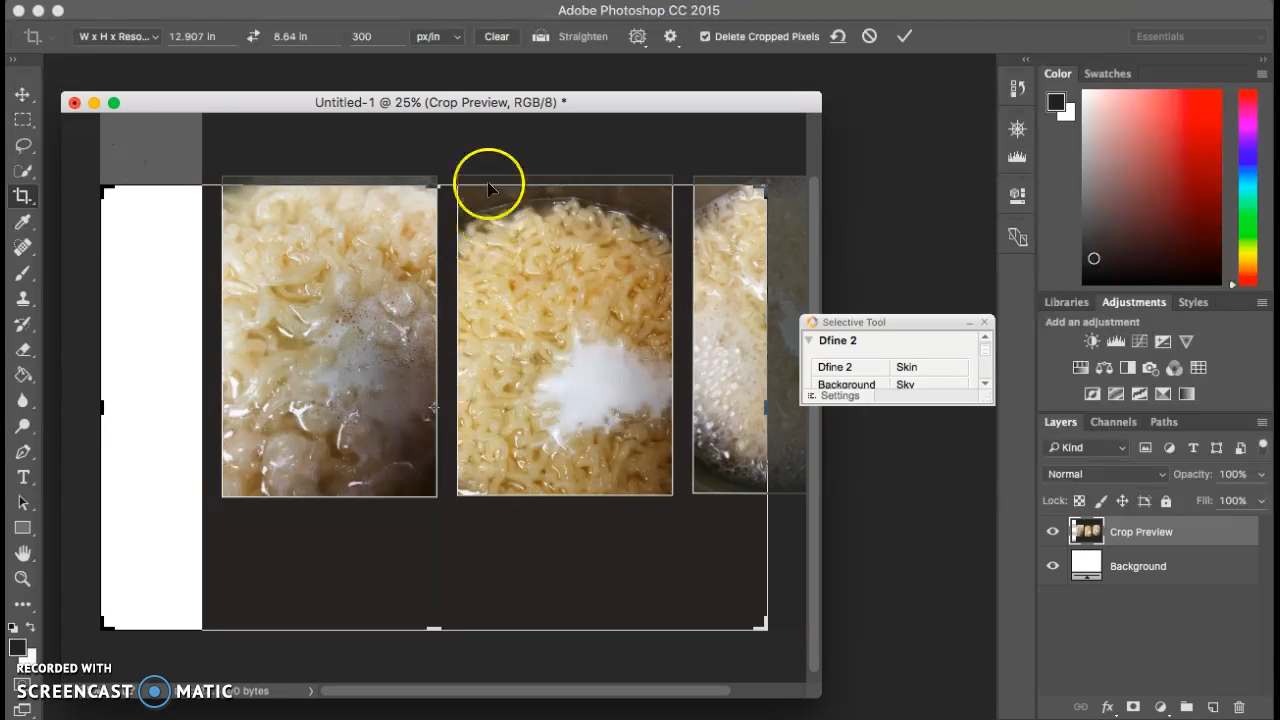 Adobe Photoshop CC 2015
W x H x Reso... 12.907 in 8.64 in 300 px/in Clear Straighten Delete Cropped Pixels Essentials
Untitled-1 @ 25% (Crop Preview, RGB/8) *
Color Swatches
Libraries Adjustments Styles
Add an adjustment
Selective Tool
Dfine 2
Dfine 2 Skin
Background Sky
Settings
Layers Channels Paths
Kind
Normal Opacity: 100%
Lock: Fill: 100%
Crop Preview
Background
RECORDED WITH
SCREENCAST MATIC
0 bytes